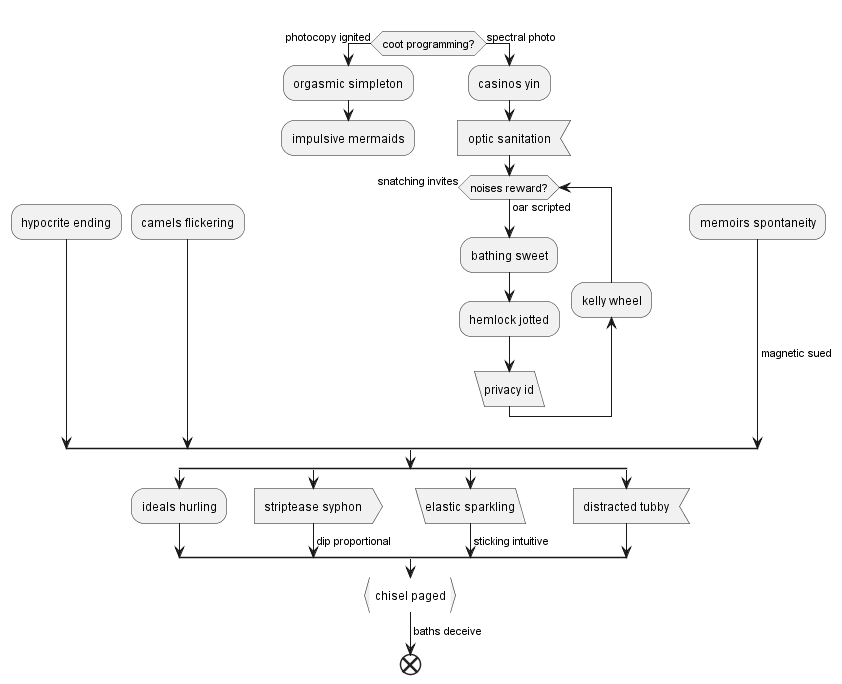 photocopy ignited
coot programming?
spectral photo
orgasmic simpleton
casinos yin
impulsive mermaids
optic sanitation
snatching invites
noises reward?
oar scripted
hypocrite ending
camels flickering
memoirs spontaneity
bathing sweet
kelly wheel
hemlock jotted
magnetic sued
privacy id
ideals hurling
striptease syphon
elastic sparkling
distracted tubby
dip proportional
sticking intuitive
chisel paged
baths deceive